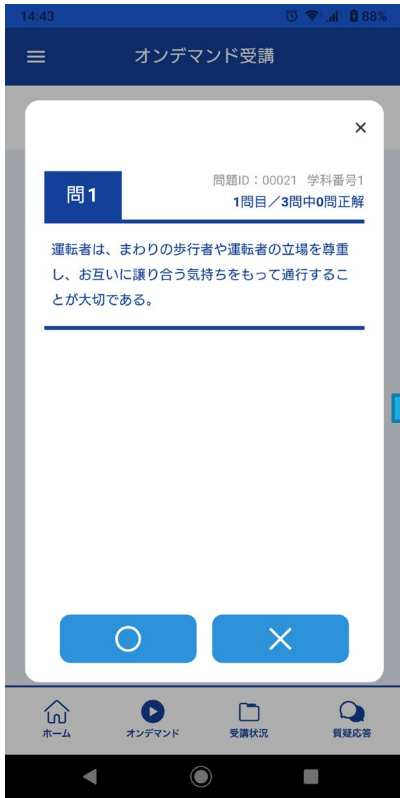 14:43
88%
オンデマンド受講
×
問題ID：00021 学科番号1
問1
1問目／3問中0問正解
運転者は、まわりの歩行者や運転者の立場を尊重
し、お互いに譲り合う気持ちをもって通行するこ
とが大切である。
○ ×
ホーム オンデマンド 受講状況 質疑応答